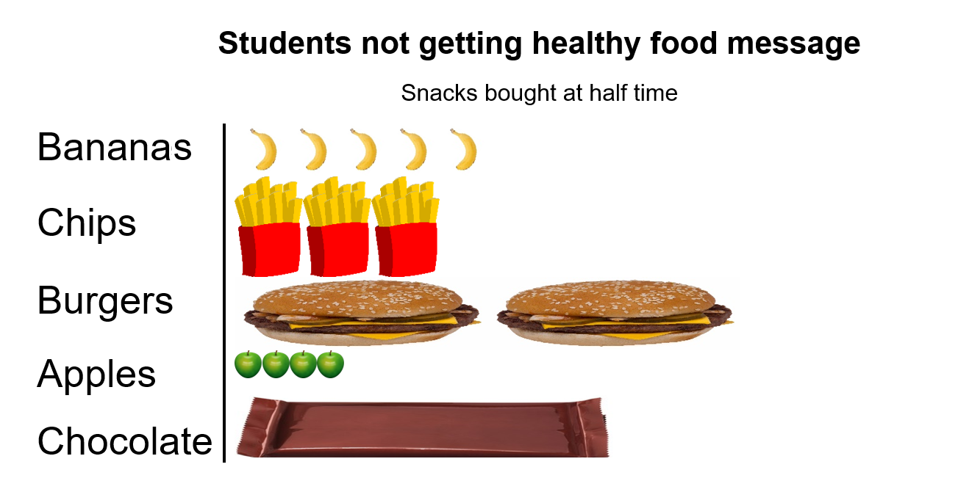 Students not getting healthy food message
Snacks bought at half time
Bananas
Chips
Burgers
Apples
Chocolate